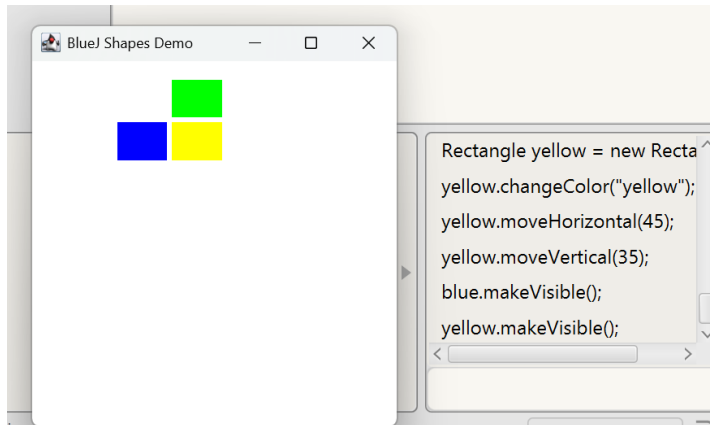 BlueJ Shapes Demo
Rectangle yellow = new Recta
yellow.changeColor("yellow");
yellow.moveHorizontal(45);
yellow.moveVertical(35);
blue.makeVisible();
yellow.makeVisible();